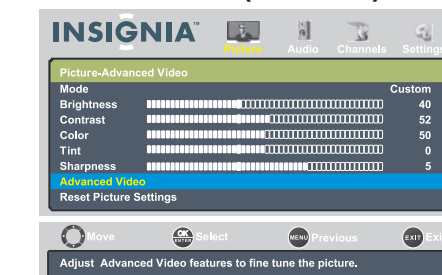 INSIGNIA™
Picture Audio Channels Settings
Picture-Advanced Video
Mode Custom
Brightness 40
Contrast 52
Color 50
Tint 0
Sharpness 5
Advanced Video
Reset Picture Settings
Move OK ENTER Select MENU Previous EXIT Exi
Adjust Advanced Video features to fine tune the picture.